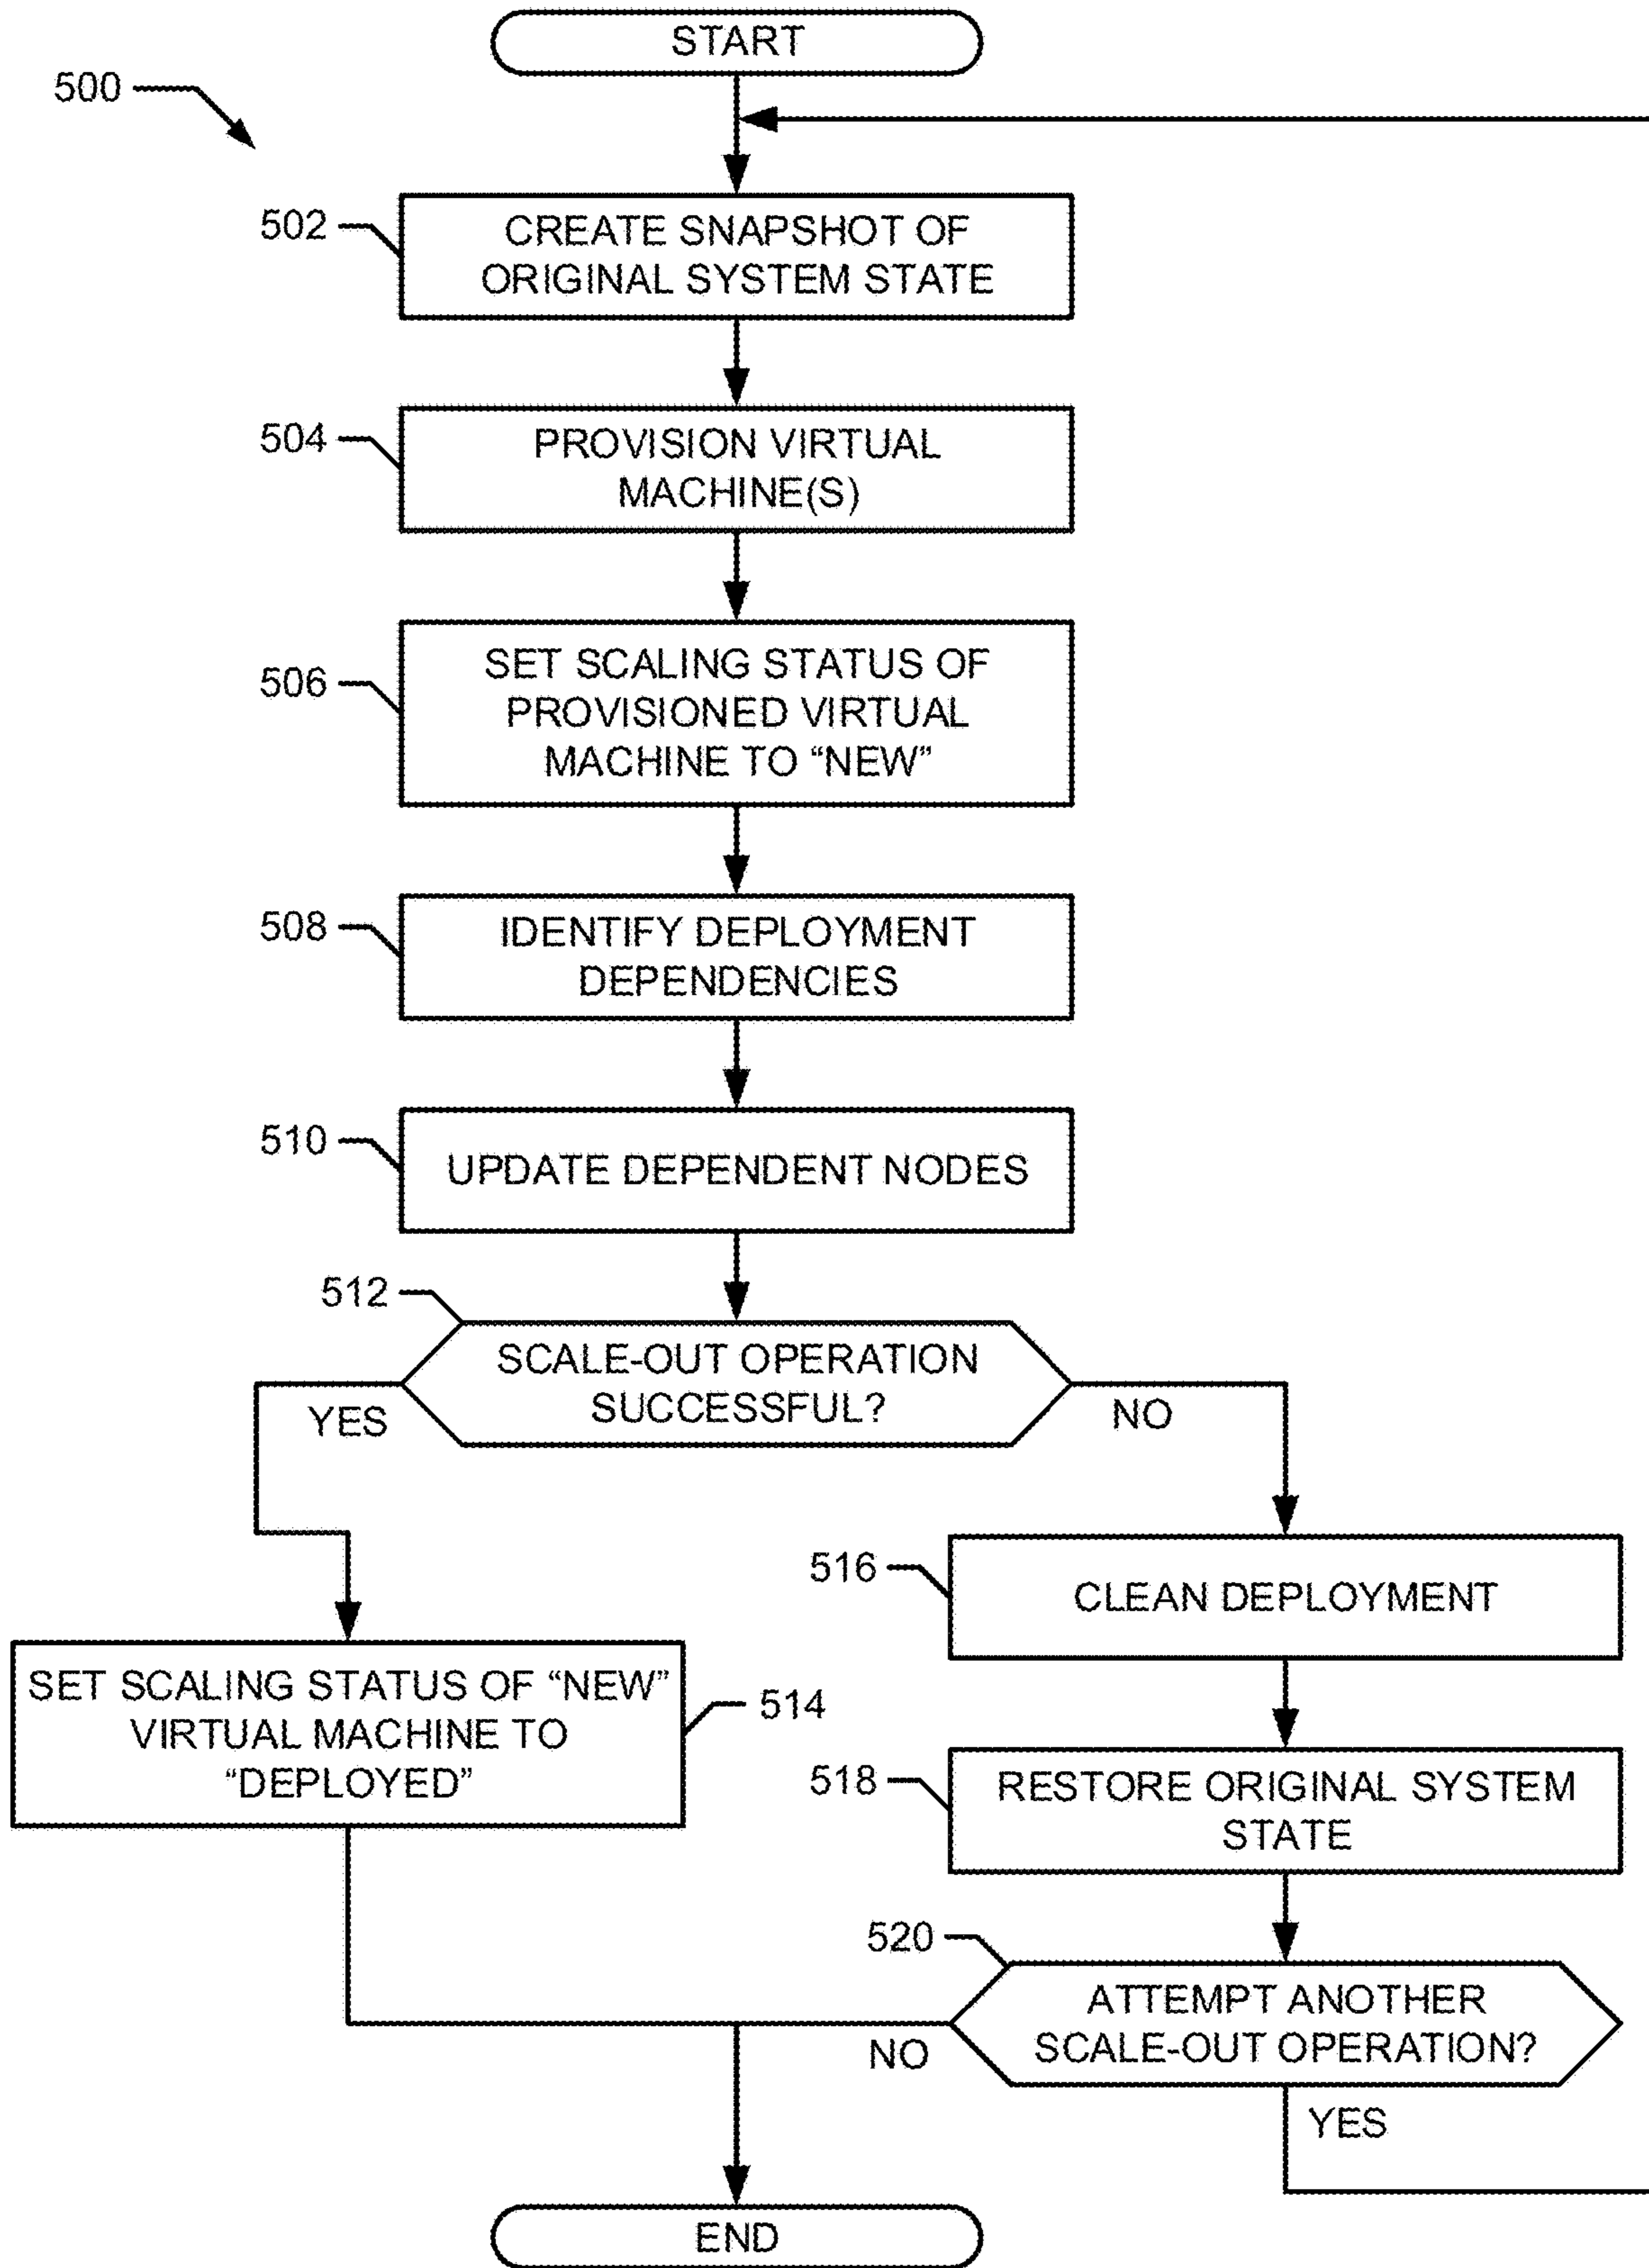 START
500
502
CREATE SNAPSHOT OF
ORIGINAL SYSTEM STATE
504
PROVISION VIRTUAL
MACHINE(S)
506
SET SCALING STATUS OF
PROVISIONED VIRTUAL
MACHINE TO “NEW”
508
IDENTIFY DEPLOYMENT
DEPENDENCIES
510
UPDATE DEPENDENT NODES
512
SCALE-OUT OPERATION
SUCCESSFUL?
YES
NO
516
CLEAN DEPLOYMENT
SET SCALING STATUS OF “NEW”
VIRTUAL MACHINE TO
“DEPLOYED”
514
518
RESTORE ORIGINAL SYSTEM
STATE
520
ATTEMPT ANOTHER
SCALE-OUT OPERATION?
NO
YES
END